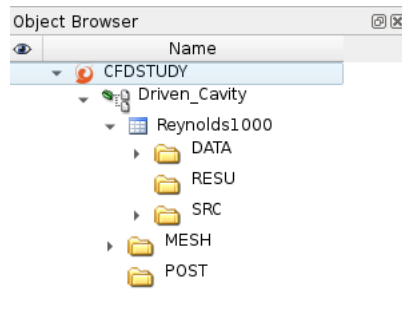 Object Browser
Name
CFDSTUDY
Driven_Cavity
Reynolds1000
DATA
RESU
SRC
MESH
POST